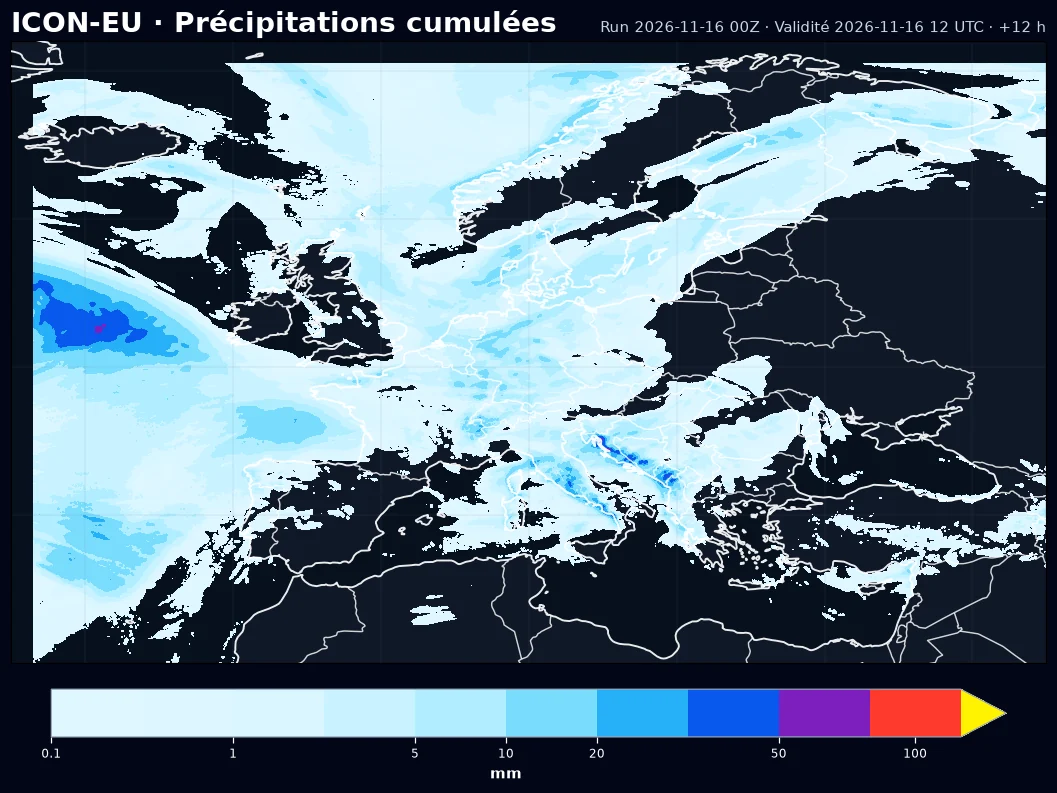 ICON-EU · Précipitations cumulées
Run 2026-11-16 00Z · Validité 2026-11-16 12 UTC · +12 h
0.1 1 5 10 20 50 100
mm